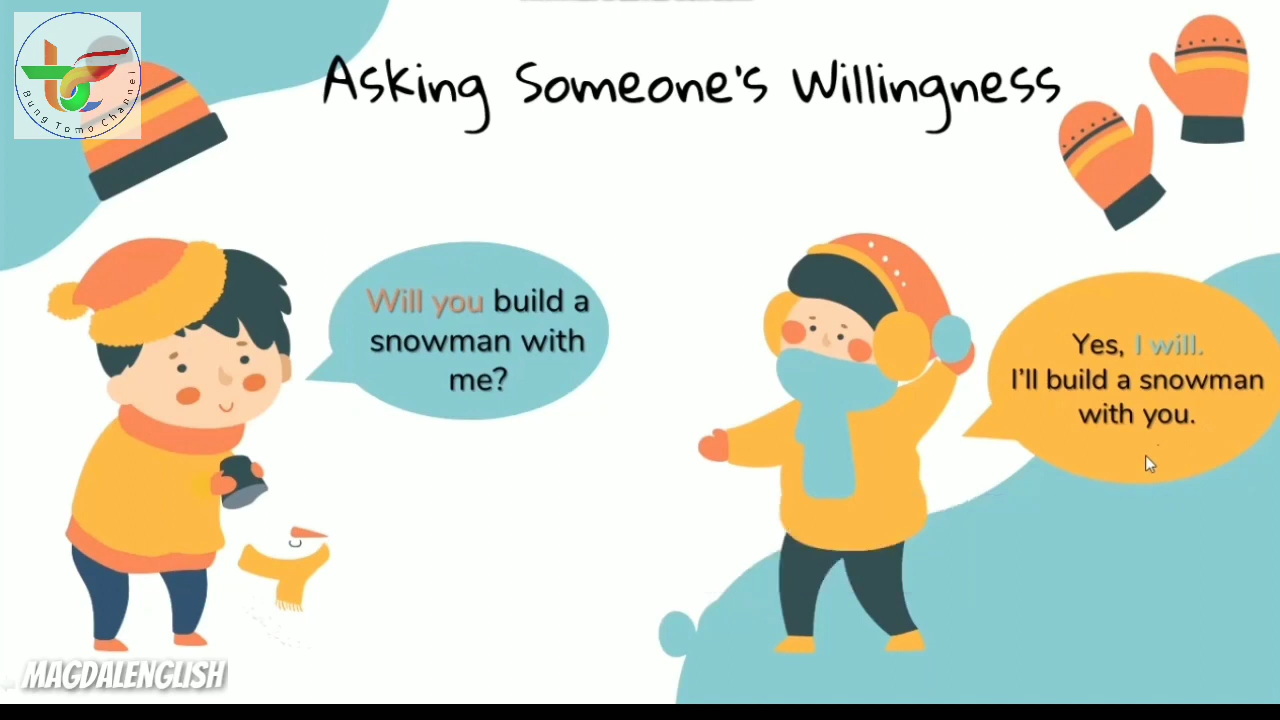 Bung Tomo Channel
Asking Someone's Willingness
Will you build a
snowman with
me?
Yes, I will.
I'll build a snowman
with you.
MAGDALENGLISH